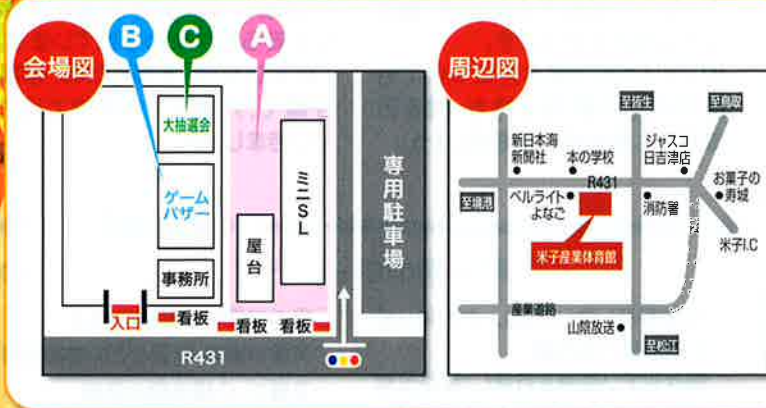 会場図
B
C
A
大抽選会
ゲーム
バザー
事務所
屋
台
ミニSL
専用駐車場
入口
看板
看板
看板
R431
周辺図
至皆生
至鳥取
新日本海
新聞社
本の学校
ジャスコ
日吉津店
R431
お菓子の
寿城
至境港
ベルライト
よなご
消防署
米子I.C
米子産業体育館
産業道路
山陰放送
至松江